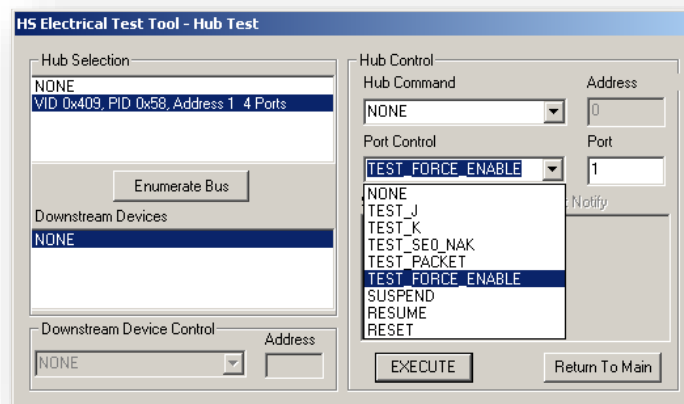 HS Electrical Test Tool - Hub Test
Hub Selection
NONE
VID 0x409, PID 0x58, Address 1 4 Ports
Enumerate Bus
Downstream Devices
NONE
Downstream Device Control
Address
NONE
Hub Control
Hub Command
Address
NONE
0
Port Control
Port
TEST_FORCE_ENABLE
1
NONE
TEST_J
TEST_K
TEST_SE0_NAK
TEST_PACKET
TEST_FORCE_ENABLE
SUSPEND
RESUME
RESET
Notify
EXECUTE
Return To Main